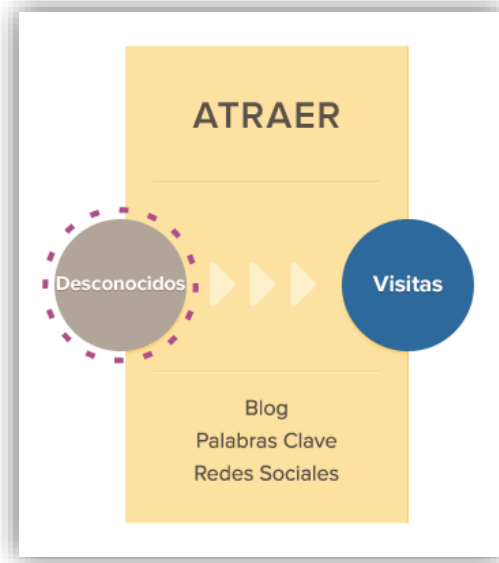 ATRAER
Desconocidos
Visitas
Blog
Palabras Clave
Redes Sociales